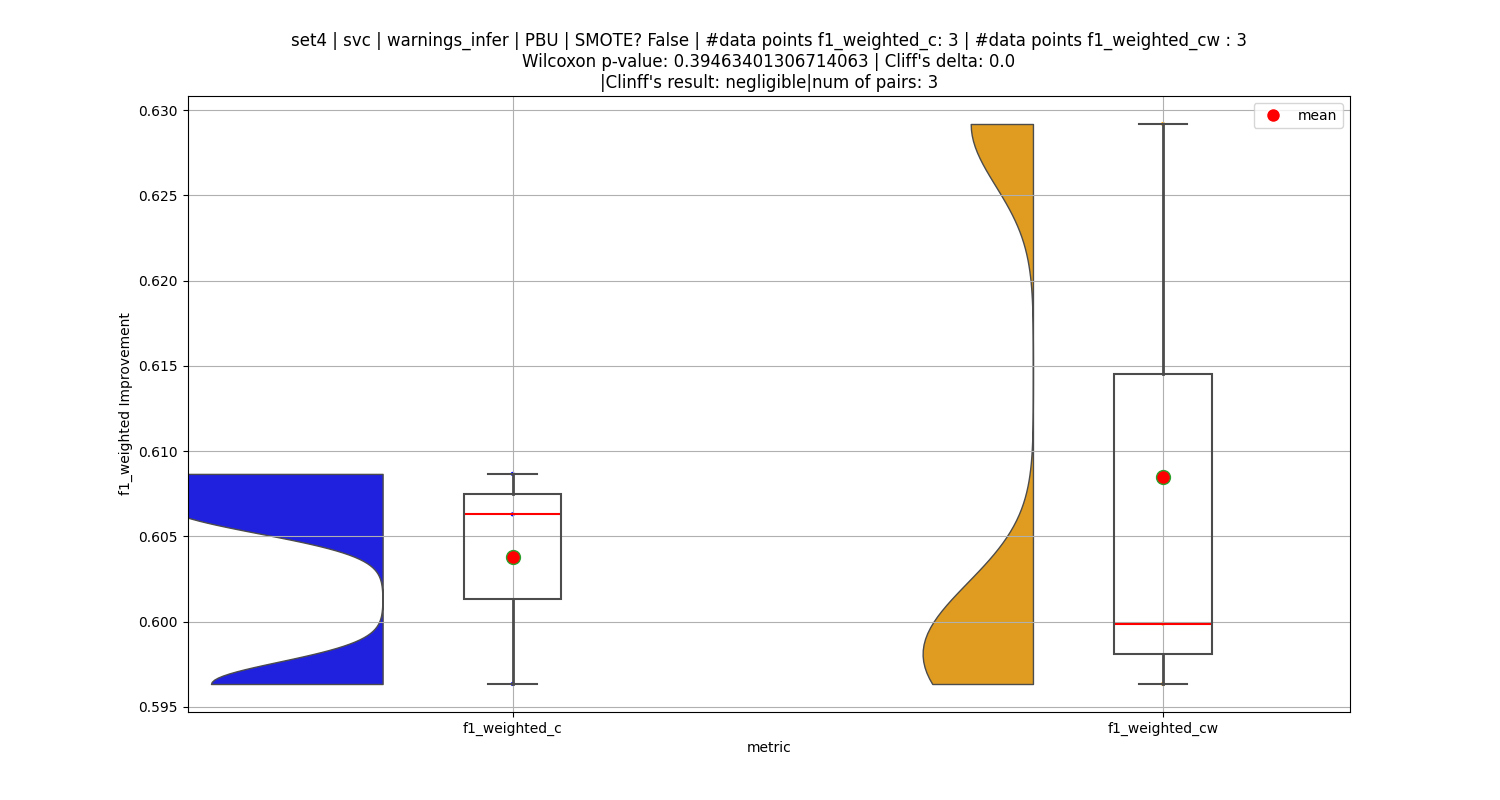 set4 | svc | warnings_infer | PBU | SMOTE? False | #data points f1_weighted_c: 3 | #data points f1_weighted_cw : 3
Wilcoxon p-value: 0.39463401306714063 | Cliff's delta: 0.0
|Clinff's result: negligible|num of pairs: 3
mean
0.630
0.625
0.620
0.615
0.610
0.605
0.600
0.595
f1_weighted Improvement
f1_weighted_c
f1_weighted_cw
metric